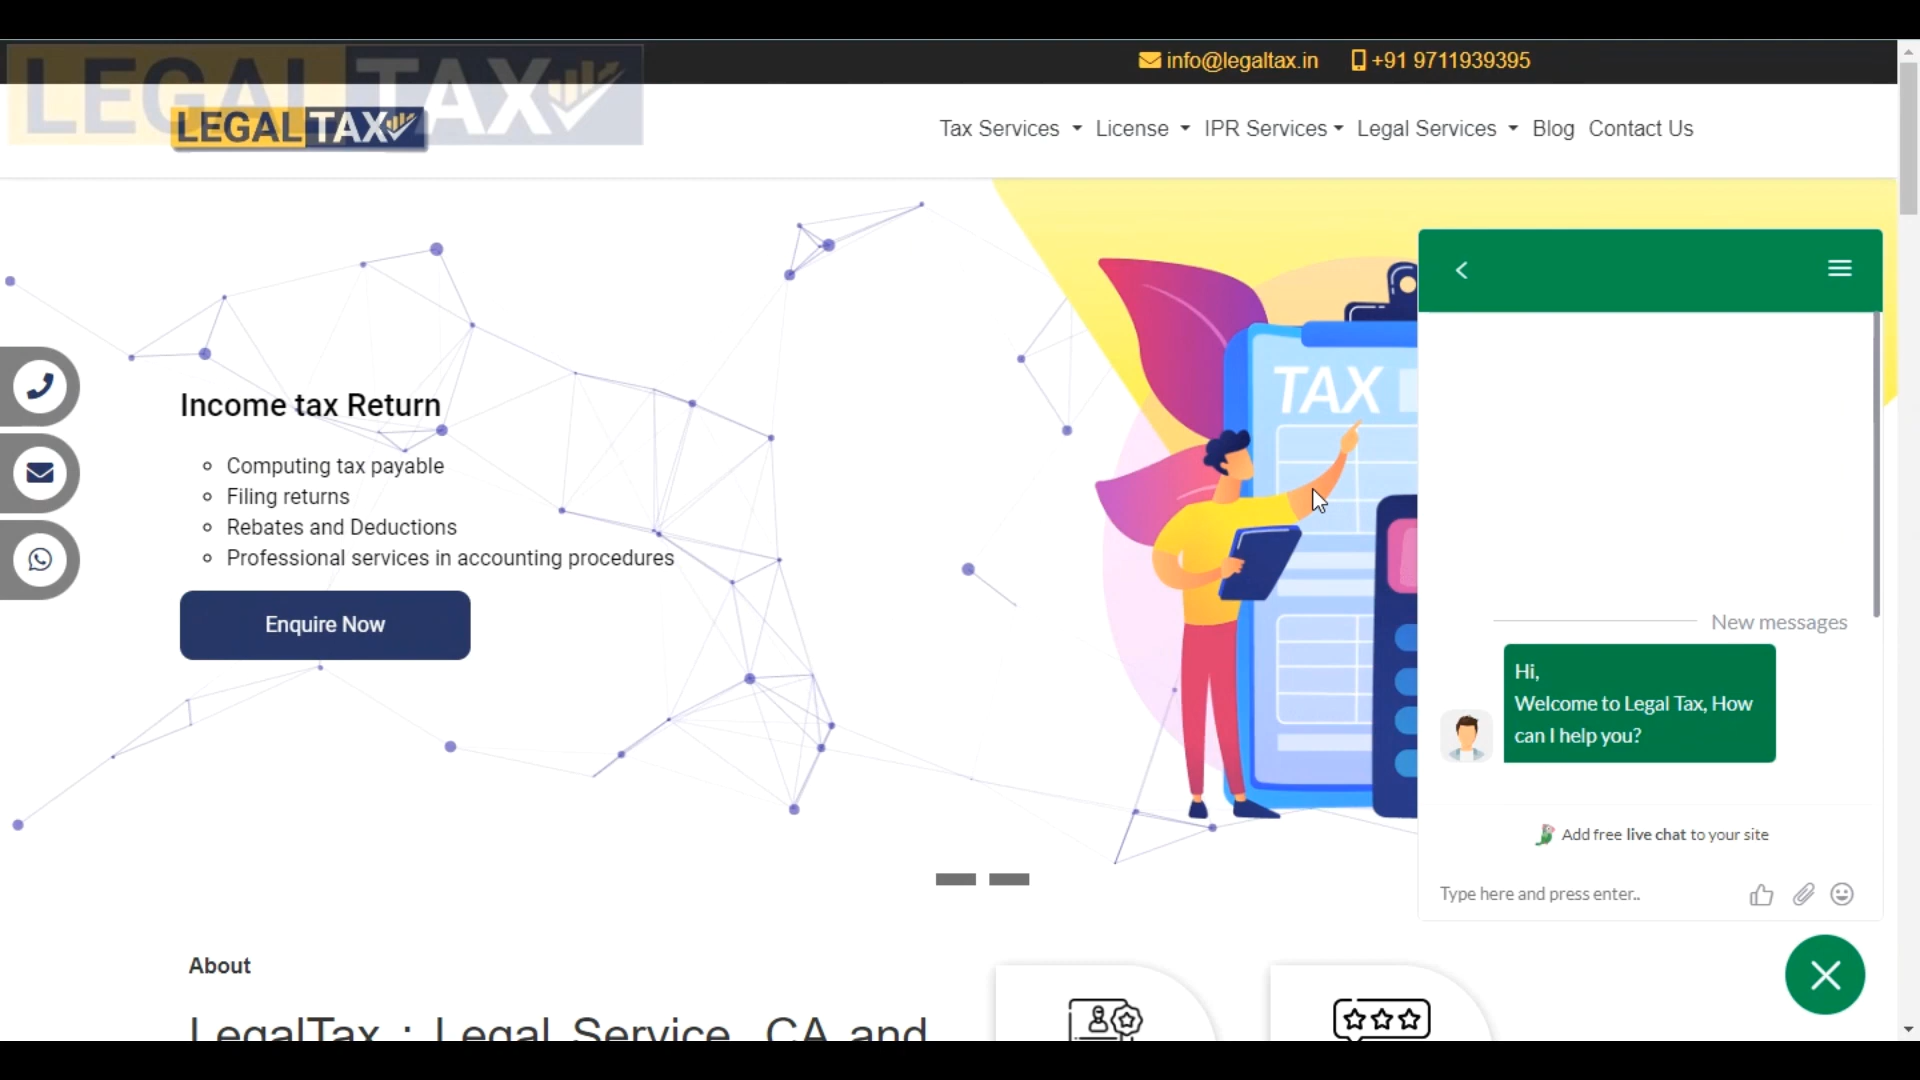 LEGAL TAX
info@legaltax.in +91 9711939395
LEGAL TAX
Tax Services License IPR Services Legal Services Blog Contact Us
TAX
Income tax Return
Computing tax payable
Filing returns
Rebates and Deductions
Professional services in accounting procedures
Enquire Now
New messages
Hi,
Welcome to Legal Tax, How
can I help you?
Add free live chat to your site
Type here and press enter..
About
LegalTax : Legal Service, CA and